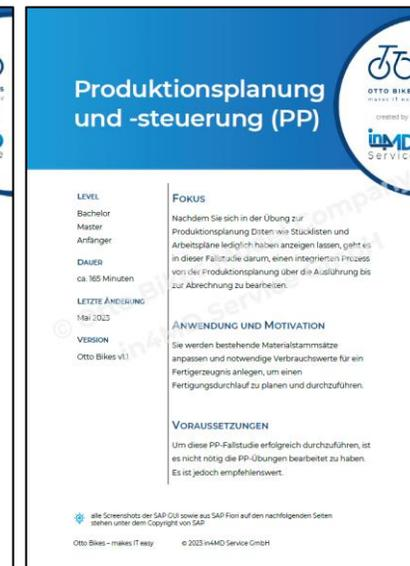 Produktionsplanung
und -steuerung (PP)
OTTO BIKES
makes IT easy
created by
in4MD
Service
LEVEL
Bachelor
Master
Anfänger
DAUER
ca. 165 Minuten
LETZTE ÄNDERUNG
Mai 2023
VERSION
Otto Bikes v1.1
FOKUS
Nachdem Sie sich in der Übung zur
Produktionsplanung Daten wie Stücklisten und
Arbeitspläne lediglich haben anzeigen lassen, geht es
in dieser Fallstudie darum, einen integrierten Prozess
von der Produktionsplanung über die Ausführung bis
zur Abrechnung zu bearbeiten.
ANWENDUNG UND MOTIVATION
Sie werden bestehende Materialstammsätze
anpassen und notwendige Verbrauchswerte für ein
Fertigungserzeugnis anlegen, um einen
Fertigungsdurchlauf zu planen und durchzuführen.
VORAUSSETZUNGEN
Um diese PP-Fallstudie erfolgreich durchzuführen, ist
es nicht nötig die PP-Übungen bearbeitet zu haben.
Es ist jedoch empfehlenswert.
alle Screenshots der SAP GUI sowie aus SAP Fiori auf den nachfolgenden Seiten
stehen unter dem Copyright von SAP
Otto Bikes – makes IT easy © 2023 in4MD Service GmbH